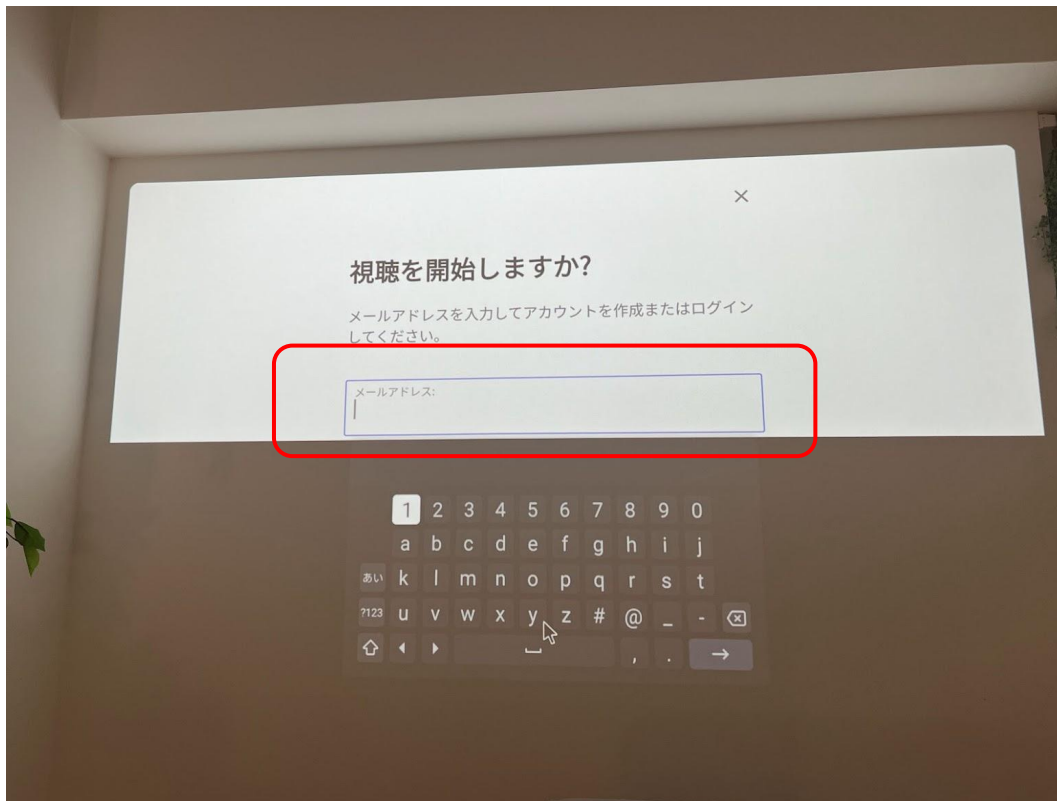 ×
視聴を開始しますか?
メールアドレスを入力してアカウントを作成またはログイン
してください。
メールアドレス:
1 2 3 4 5 6 7 8 9 0
a b c d e f g h i j
あい k l m n o p q r s t
?123 u v w x y z # @ _ -
, .